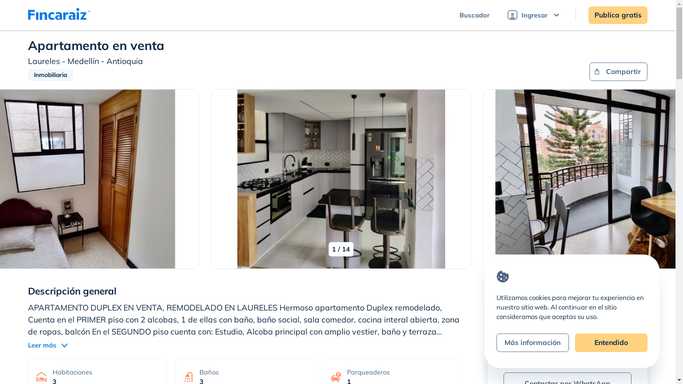 Fincaraiz
Buscador
Ingresar
Publica gratis
Apartamento en venta
Laureles - Medellín - Antioquia
Inmobiliaria
Compartir
1 / 14
Descripción general
APARTAMENTO DUPLEX EN VENTA, REMODELADO EN LAURELES Hermoso apartamento Duplex remodelado,
Cuenta en el PRIMER piso con 2 alcobas, 1 de ellas con baño, baño social, sala comedor, cocina interal abierta, zona
de ropas, balcón En el SEGUNDO piso cuenta con: Estudio, Alcoba principal con amplio vestier, baño y terraza...
Leer más
Habitaciones
3
Baños
3
Parqueaderos
1
Utilizamos cookies para mejorar tu experiencia en
nuestro sitio web. Al continuar en el sitio
consideramos que aceptas su uso.
Más información
Entendido
Contactar por WhatsApp